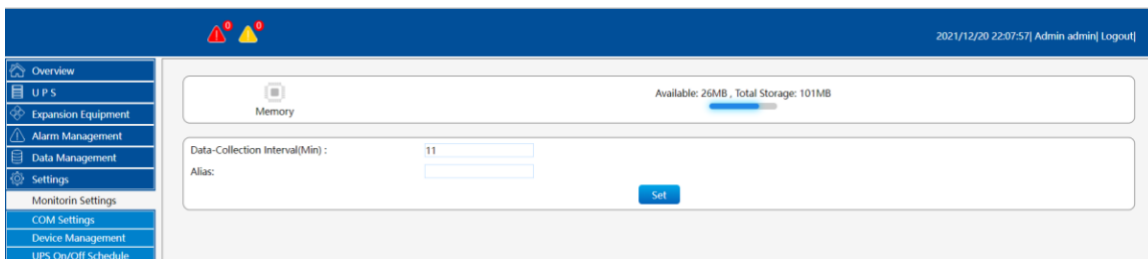 0 0
2021/12/20 22:07:57| Admin admin| Logout|
Overview
UPS
Expansion Equipment
Alarm Management
Data Management
Settings
Monitorin Settings
COM Settings
Device Management
UPS On/Off Schedule
Memory
Available: 26MB , Total Storage: 101MB
Data-Collection Interval(Min) : 11
Alias:
Set